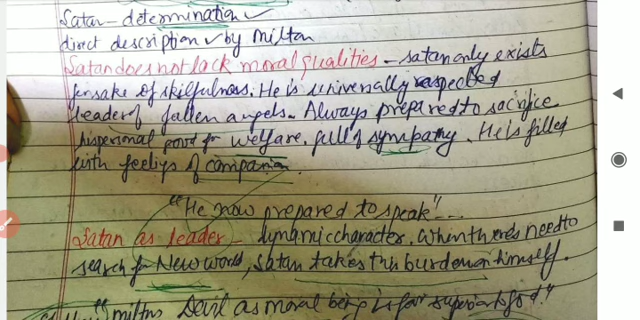 Satan - determination ✓
direct description ✓ by Milton
Satan does not lack moral qualities - satan only exists
for sake of skilfulness. He is universally respected
leader of fallen angels. Always prepared to sacrifice
his personal good for welfare. full of sympathy. He is filled
with feelings of
"He now prepared to speak"...
Satan as leader - dynamic character. When there's need to
search for New world, Satan takes this burden on himself.
"Milton's Devil as moral being is far superior to god."